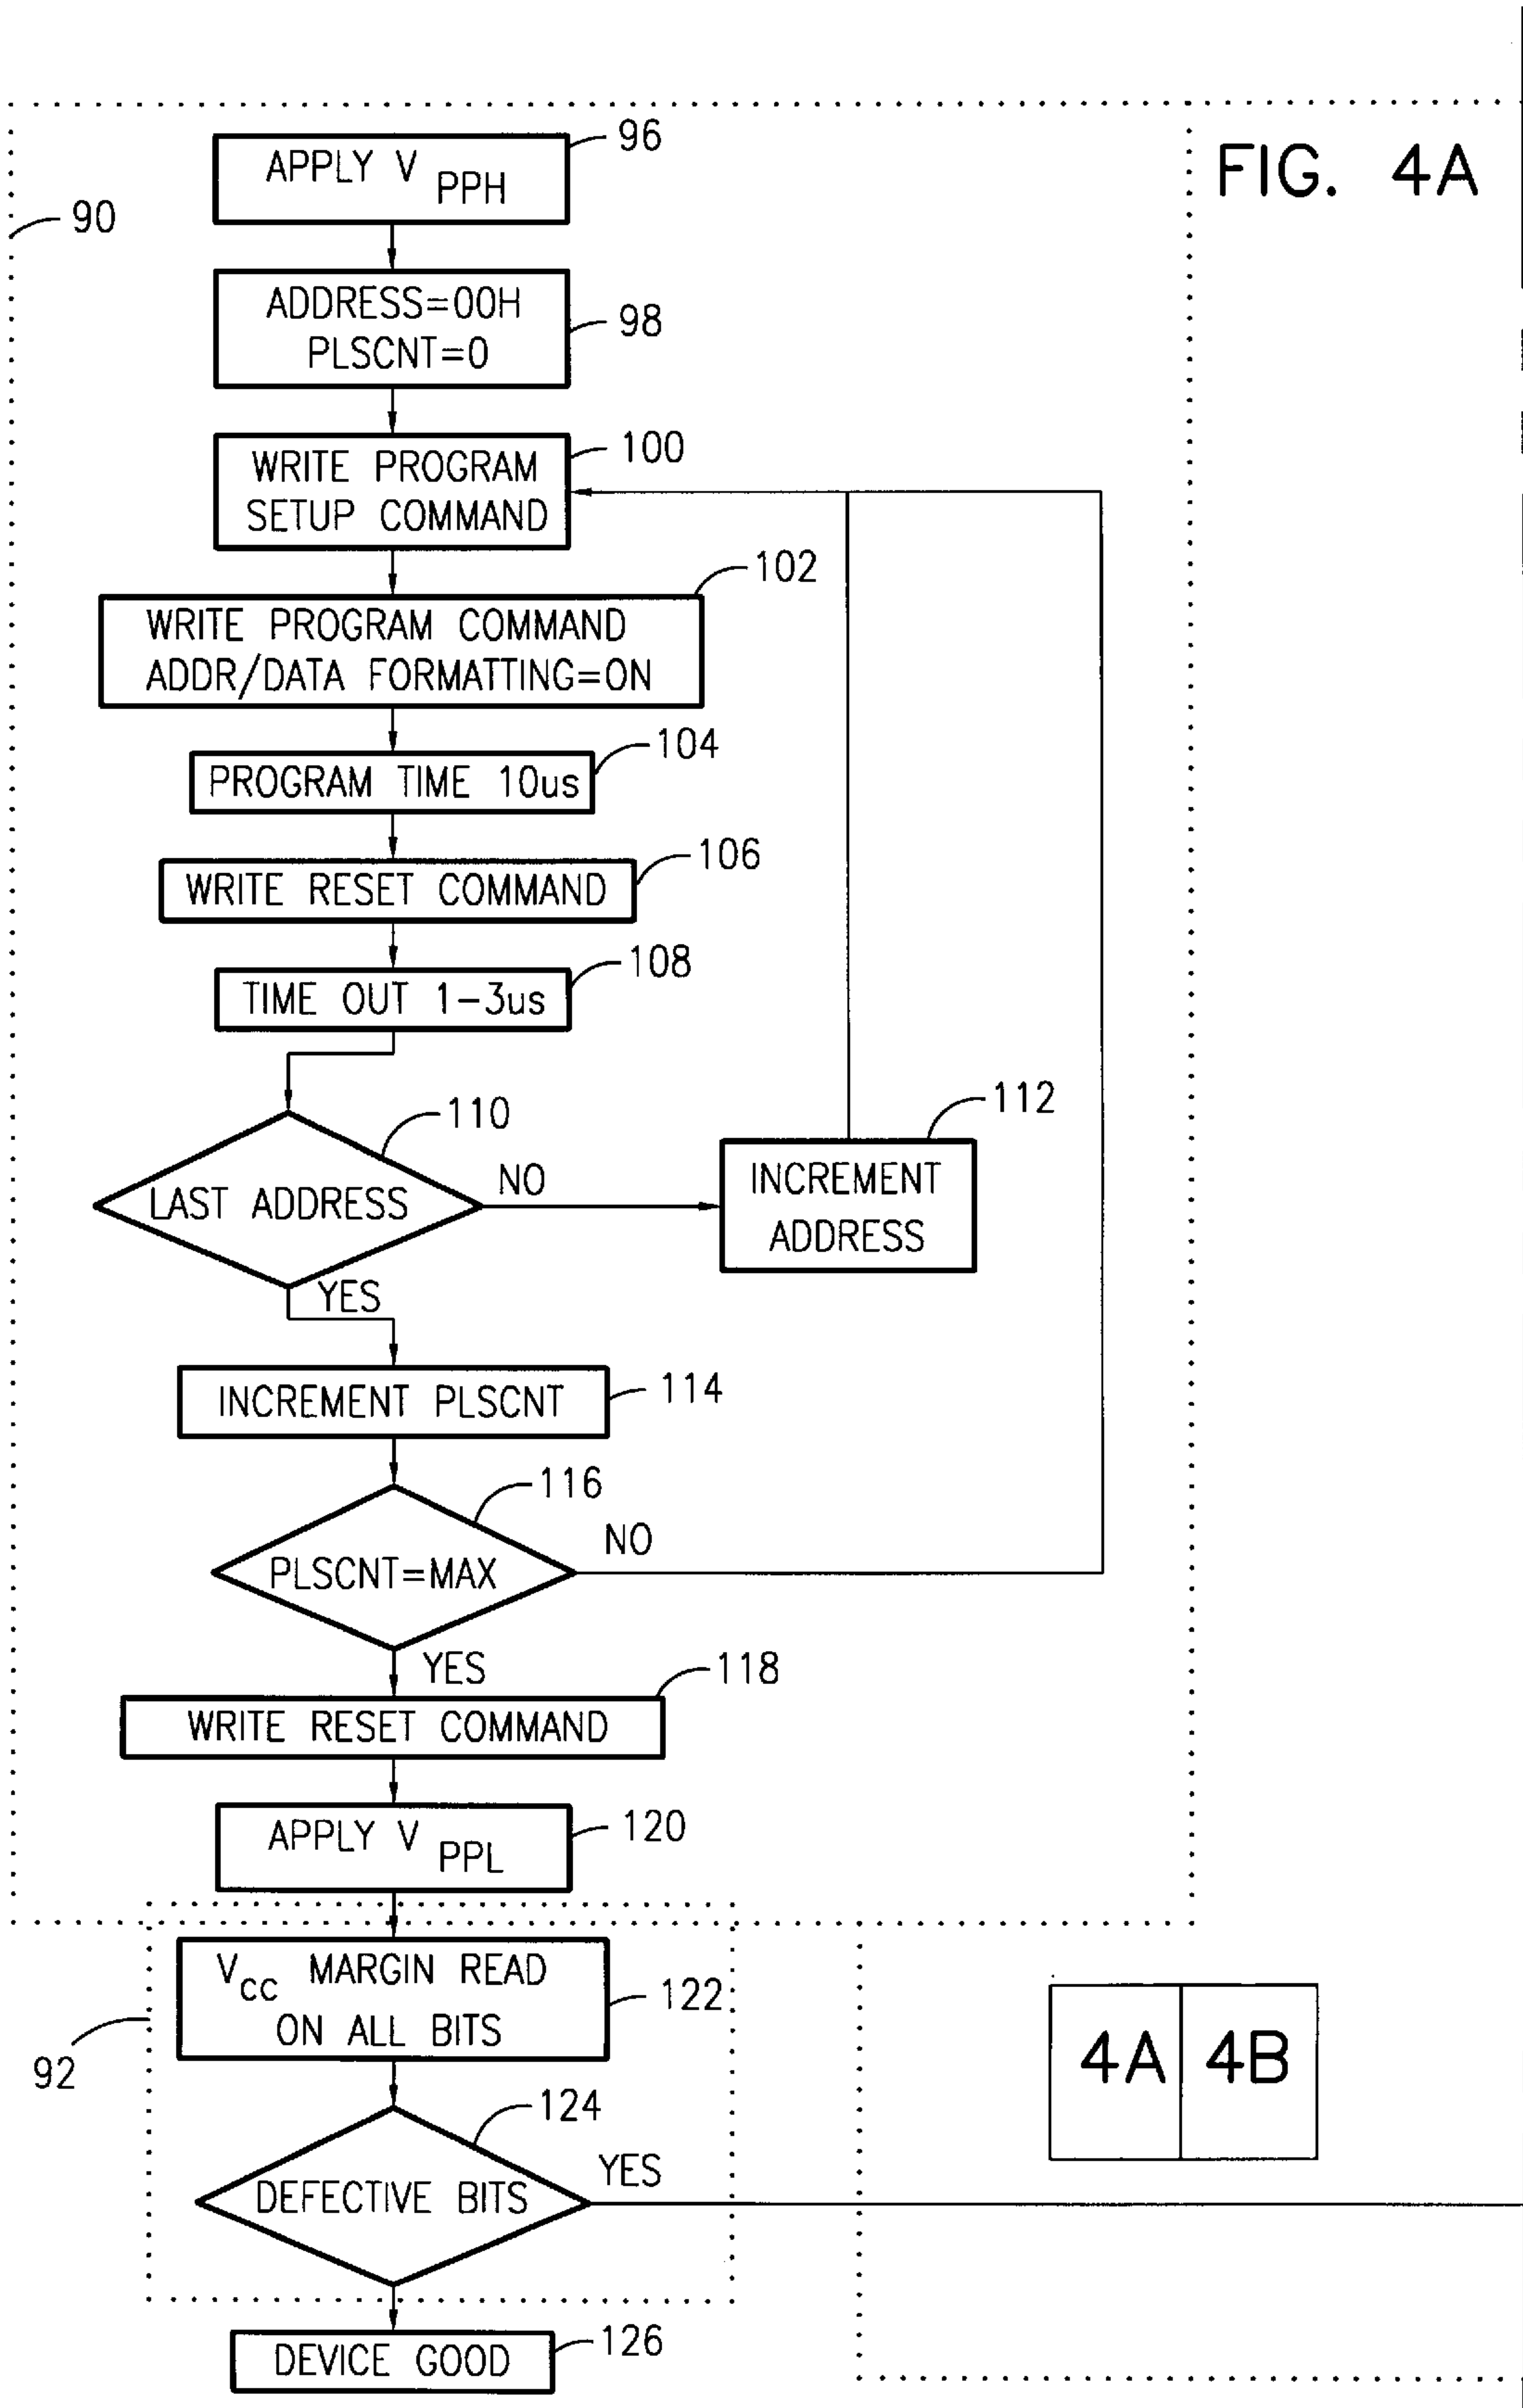 FIG. 4A
96
APPLY V PPH
90
ADDRESS=00H
PLSCNT=0
98
100
WRITE PROGRAM
SETUP COMMAND
102
WRITE PROGRAM COMMAND
ADDR/DATA FORMATTING=ON
104
PROGRAM TIME 10us
106
WRITE RESET COMMAND
108
TIME OUT 1-3us
110
112
LAST ADDRESS
NO
INCREMENT
ADDRESS
YES
INCREMENT PLSCNT
114
116
PLSCNT=MAX
NO
YES
118
WRITE RESET COMMAND
APPLY V PPL
120
VCC MARGIN READ
ON ALL BITS
122
92
4A 4B
124
DEFECTIVE BITS
YES
DEVICE GOOD
126